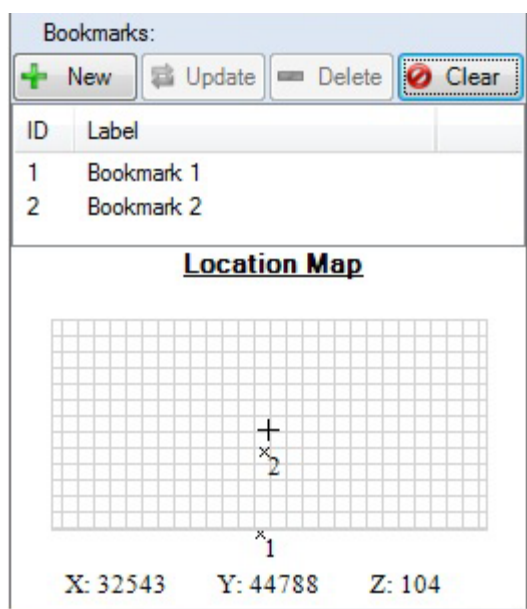 Bookmarks:
New Update Delete Clear
ID Label
1 Bookmark 1
2 Bookmark 2
Location Map
2
1
X: 32543 Y: 44788 Z: 104